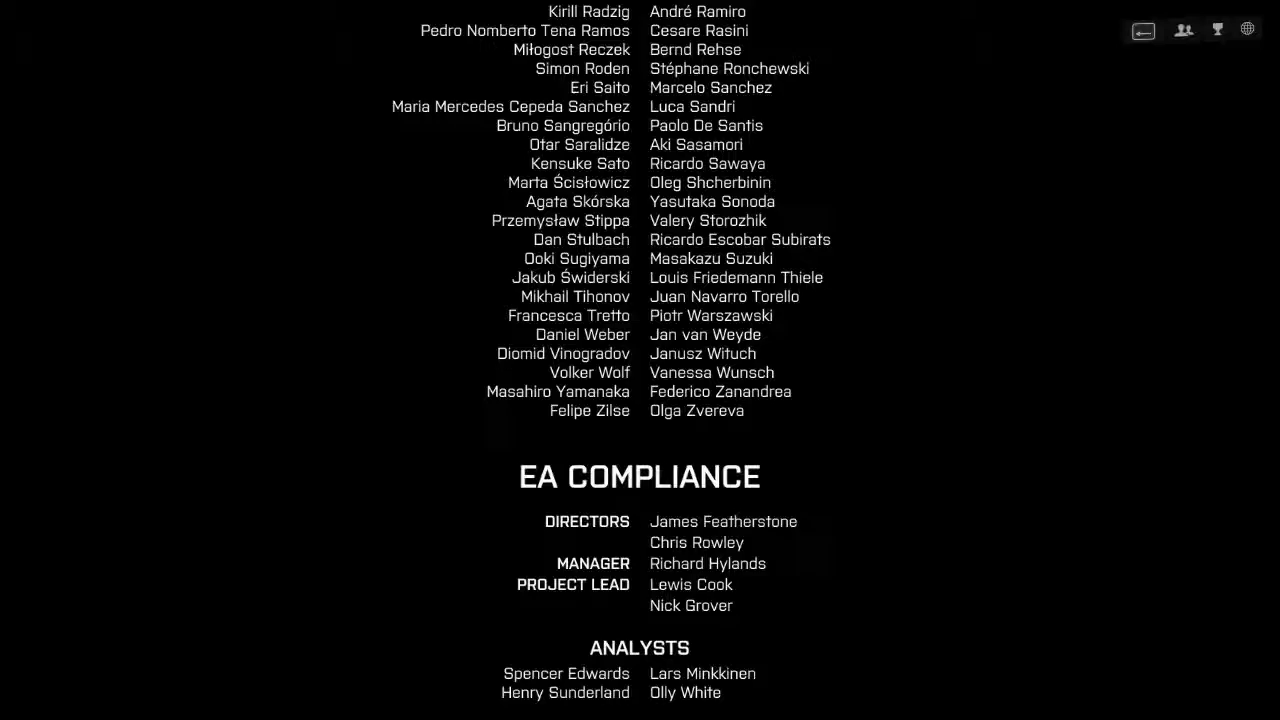 Kirill Radzig André Ramiro
Pedro Nomberto Tena Ramos Cesare Rasini
Miłogost Reczek Bernd Rehse
Simon Roden Stéphane Ronchewski
Eri Saito Marcelo Sanchez
Maria Mercedes Cepeda Sanchez Luca Sandri
Bruno Sangregório Paolo De Santis
Otar Saralidze Aki Sasamori
Kensuke Sato Ricardo Sawaya
Marta Ścisłowicz Oleg Shcherbinin
Agata Skórska Yasutaka Sonoda
Przemysław Stippa Valery Storozhik
Dan Stulbach Ricardo Escobar Subirats
Ooki Sugiyama Masakazu Suzuki
Jakub Świderski Louis Friedemann Thiele
Mikhail Tihonov Juan Navarro Torello
Francesca Tretto Piotr Warszawski
Daniel Weber Jan van Weyde
Diomid Vinogradov Janusz Wituch
Volker Wolf Vanessa Wunsch
Masahiro Yamanaka Federico Zanandrea
Felipe Zilse Olga Zvereva
EA COMPLIANCE
DIRECTORS James Featherstone
Chris Rowley
MANAGER Richard Hylands
PROJECT LEAD Lewis Cook
Nick Grover
ANALYSTS
Spencer Edwards Lars Minkkinen
Henry Sunderland Olly White